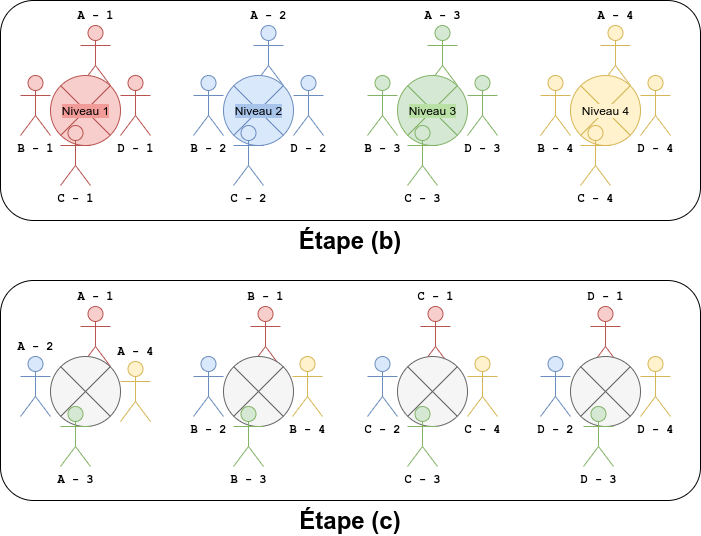 A - 1 A - 2 A - 3 A - 4
Niveau 1 Niveau 2 Niveau 3 Niveau 4
B - 1 D - 1 B - 2 D - 2 B - 3 D - 3 B - 4 D - 4
C - 1 C - 2 C - 3 C - 4
Étape (b)
A - 1 B - 1 C - 1 D - 1
A - 2 A - 4
B - 2 B - 4 C - 2 C - 4 D - 2 D - 4
A - 3 B - 3 C - 3 D - 3
Étape (c)